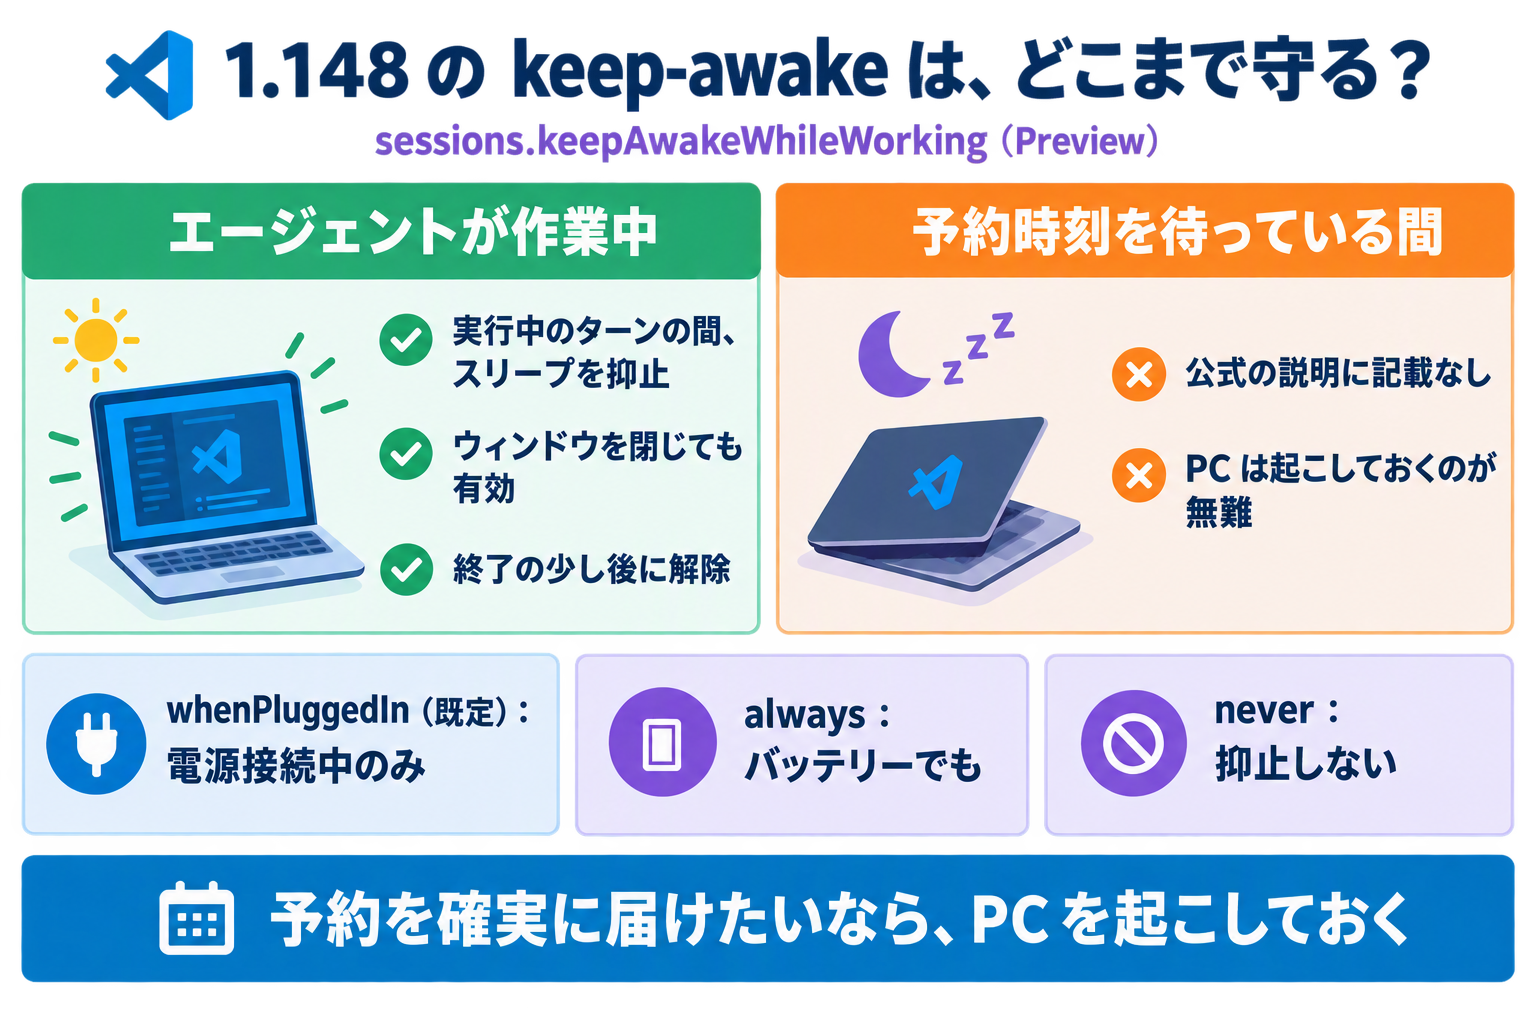 1.148 の keep-awake は、どこまで守る？
sessions.keepAwakeWhileWorking（Preview）
エージェントが作業中
実行中のターンの間、
スリープを抑止
ウィンドウを閉じても
有効
終了の少し後に解除
予約時刻を待っている間
z z z
公式の説明に記載なし
PC は起こしておくのが
無難
whenPluggedIn（既定）：
電源接続中のみ
always：
バッテリーでも
never：
抑止しない
予約を確実に届けたいなら、PC を起こしておく